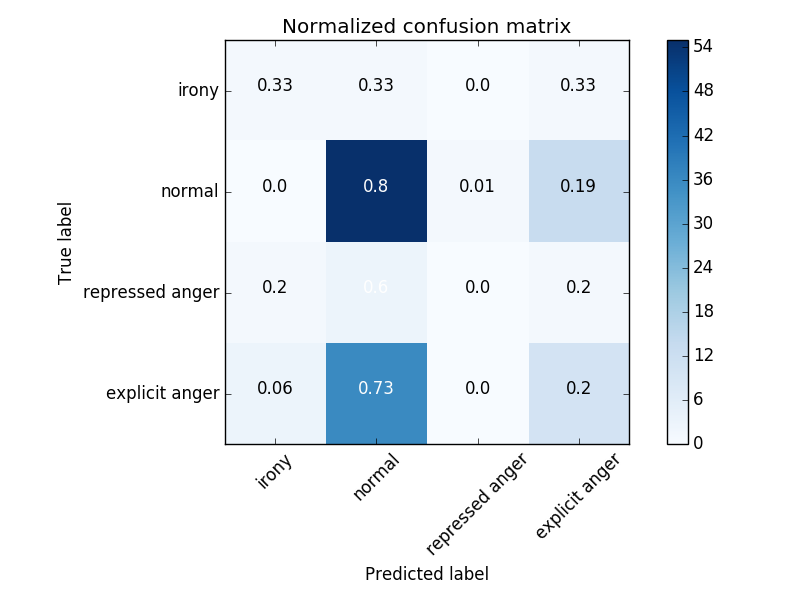 Normalized confusion matrix
True label
irony 0.33 0.33 0.0 0.33
normal 0.0 0.8 0.01 0.19
repressed anger 0.2 0.6 0.0 0.2
explicit anger 0.06 0.73 0.0 0.2
irony normal repressed anger explicit anger
Predicted label
54
48
42
36
30
24
18
12
6
0